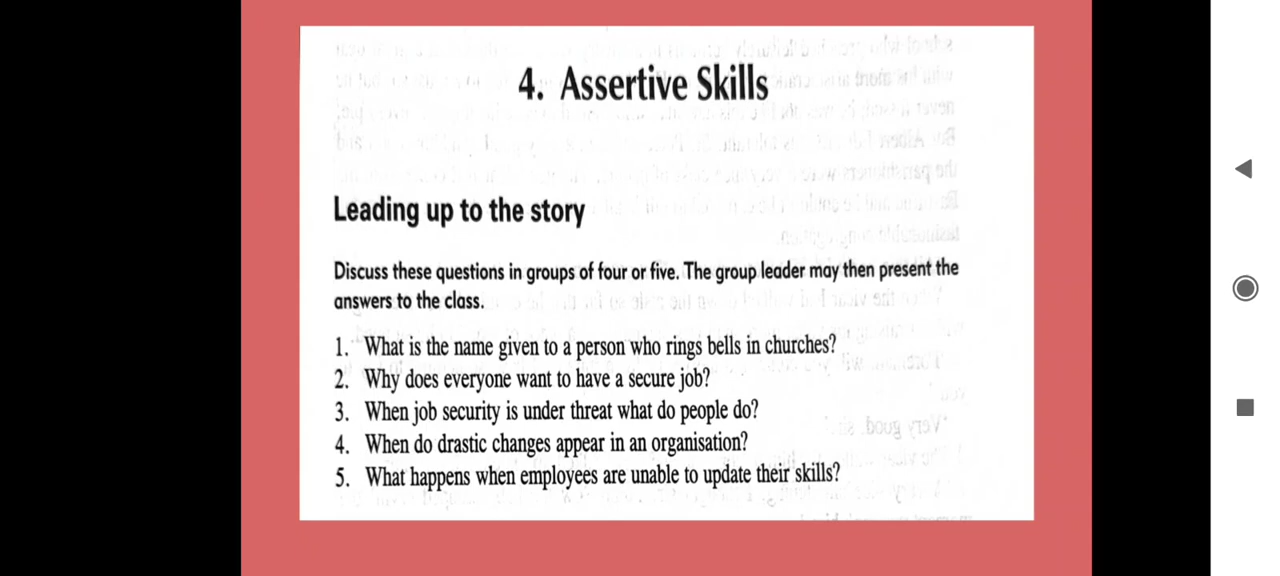 4. Assertive Skills
Leading up to the story
Discuss these questions in groups of four or five. The group leader may then present the
answers to the class.
1. What is the name given to a person who rings bells in churches?
2. Why does everyone want to have a secure job?
3. When job security is under threat what do people do?
4. When do drastic changes appear in an organisation?
5. What happens when employees are unable to update their skills?